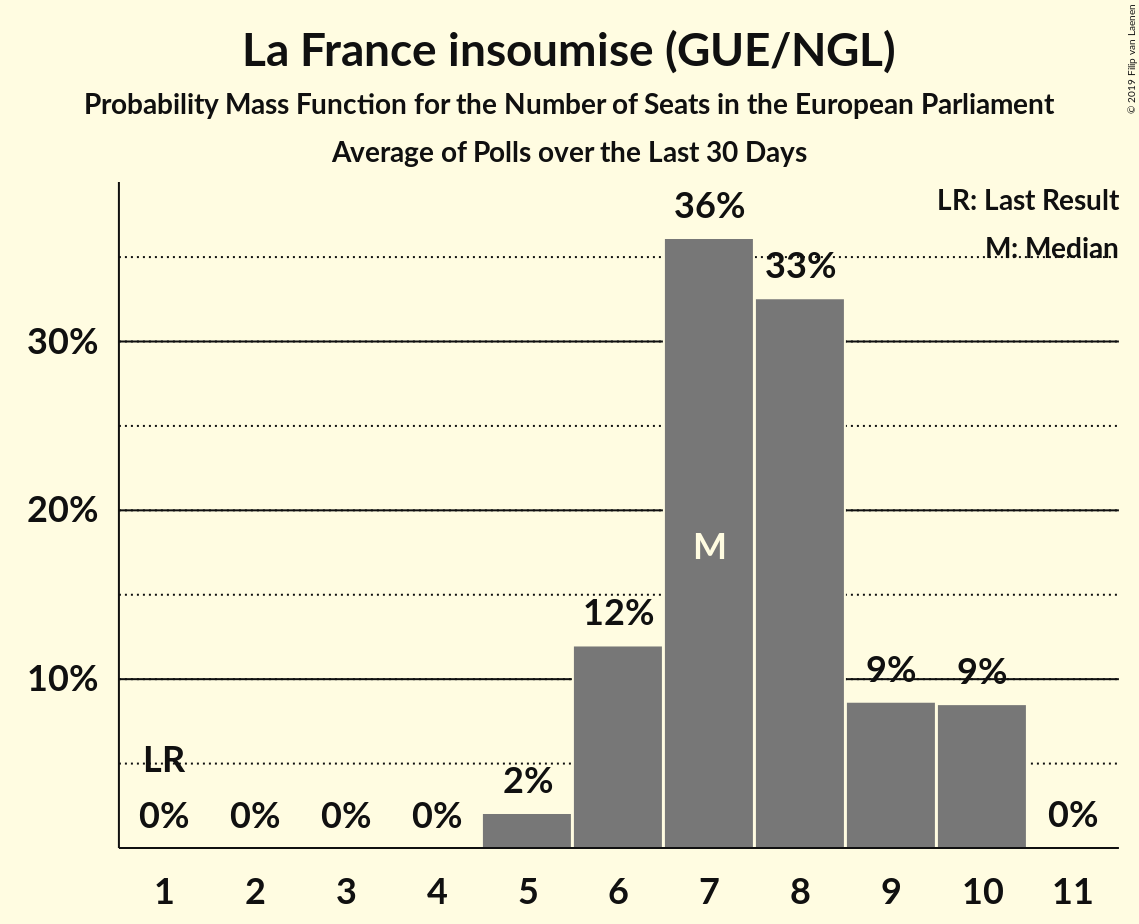 La France insoumise (GUE/NGL)
Probability Mass Function for the Number of Seats in the European Parliament
Average of Polls over the Last 30 Days
© 2019 Filip van Laenen
LR: Last Result
M: Median
36%
33%
30%
20%
M
12%
10%
9%
9%
LR
2%
0%
0%
0%
0%
0%
1 2 3 4 5 6 7 8 9 10 11